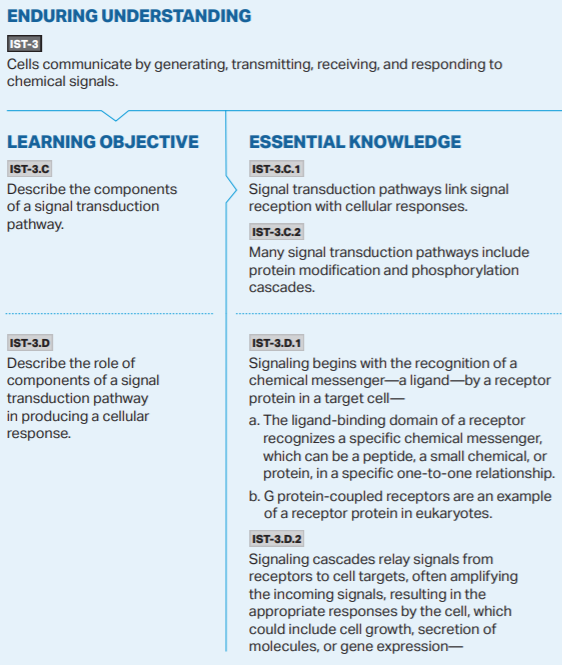 ENDURING UNDERSTANDING
IST-3
Cells communicate by generating, transmitting, receiving, and responding to
chemical signals.
LEARNING OBJECTIVE
IST-3.C
Describe the components
of a signal transduction
pathway.
ESSENTIAL KNOWLEDGE
IST-3.C.1
Signal transduction pathways link signal
reception with cellular responses.
IST-3.C.2
Many signal transduction pathways include
protein modification and phosphorylation
cascades.
IST-3.D
Describe the role of
components of a signal
transduction pathway
in producing a cellular
response.
IST-3.D.1
Signaling begins with the recognition of a
chemical messenger—a ligand—by a receptor
protein in a target cell—
a. The ligand-binding domain of a receptor
recognizes a specific chemical messenger,
which can be a peptide, a small chemical, or
protein, in a specific one-to-one relationship.
b. G protein-coupled receptors are an example
of a receptor protein in eukaryotes.
IST-3.D.2
Signaling cascades relay signals from
receptors to cell targets, often amplifying
the incoming signals, resulting in the
appropriate responses by the cell, which
could include cell growth, secretion of
molecules, or gene expression—